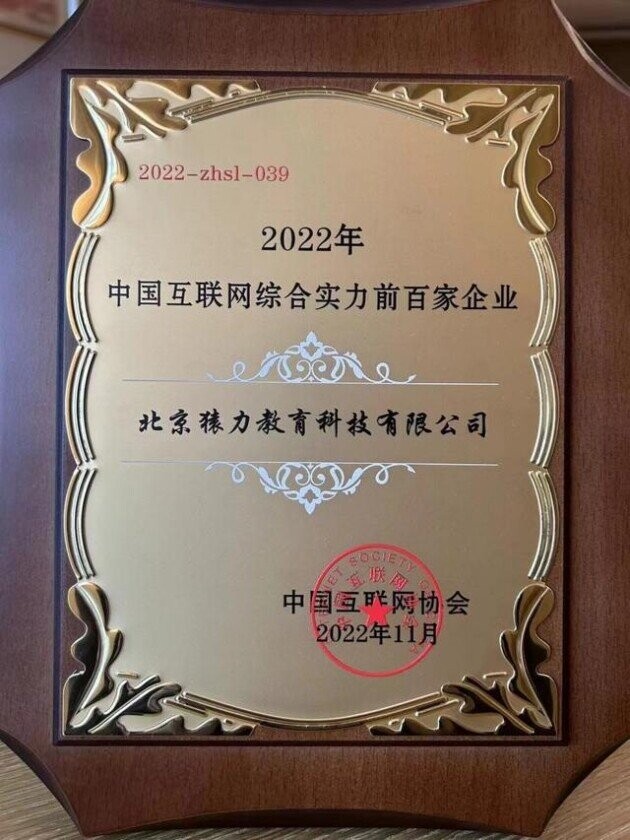 2022-zhsl-039
2022年
中国互联网综合实力前百家企业
北京猿力教育科技有限公司
中国互联网协会
2022年11月